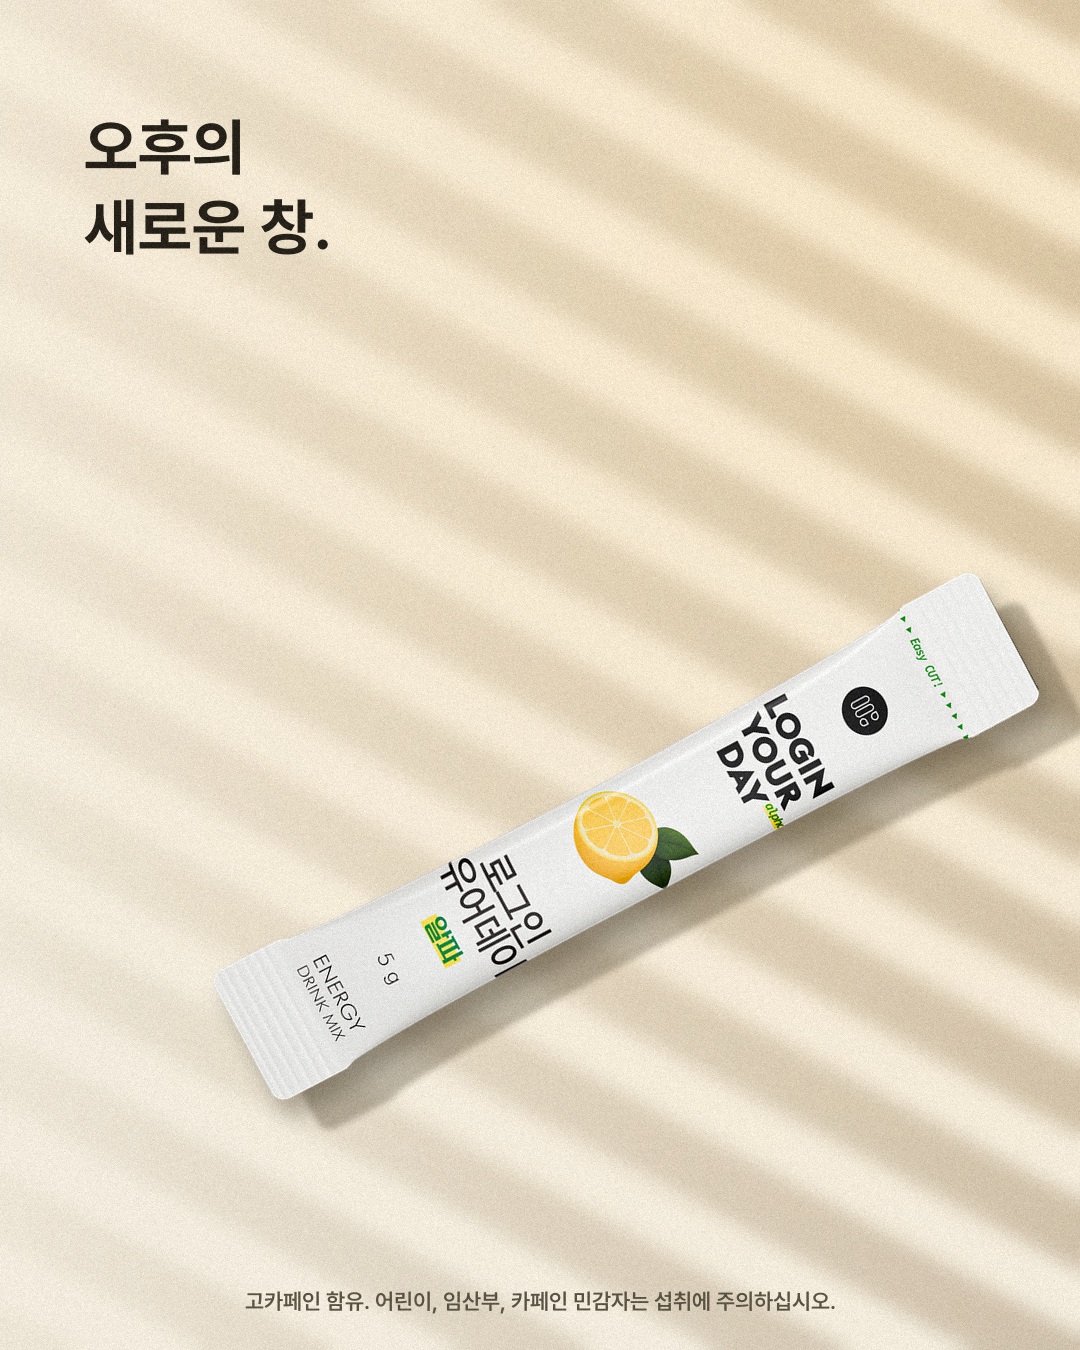 오후의
새로운 창.
Easy CUT!
LOGIN
YOUR
DAY
alpha
로그인
유어데이
알파
5 g
ENERGY
DRINK MIX
고카페인 함유. 어린이, 임산부, 카페인 민감자는 섭취에 주의하십시오.